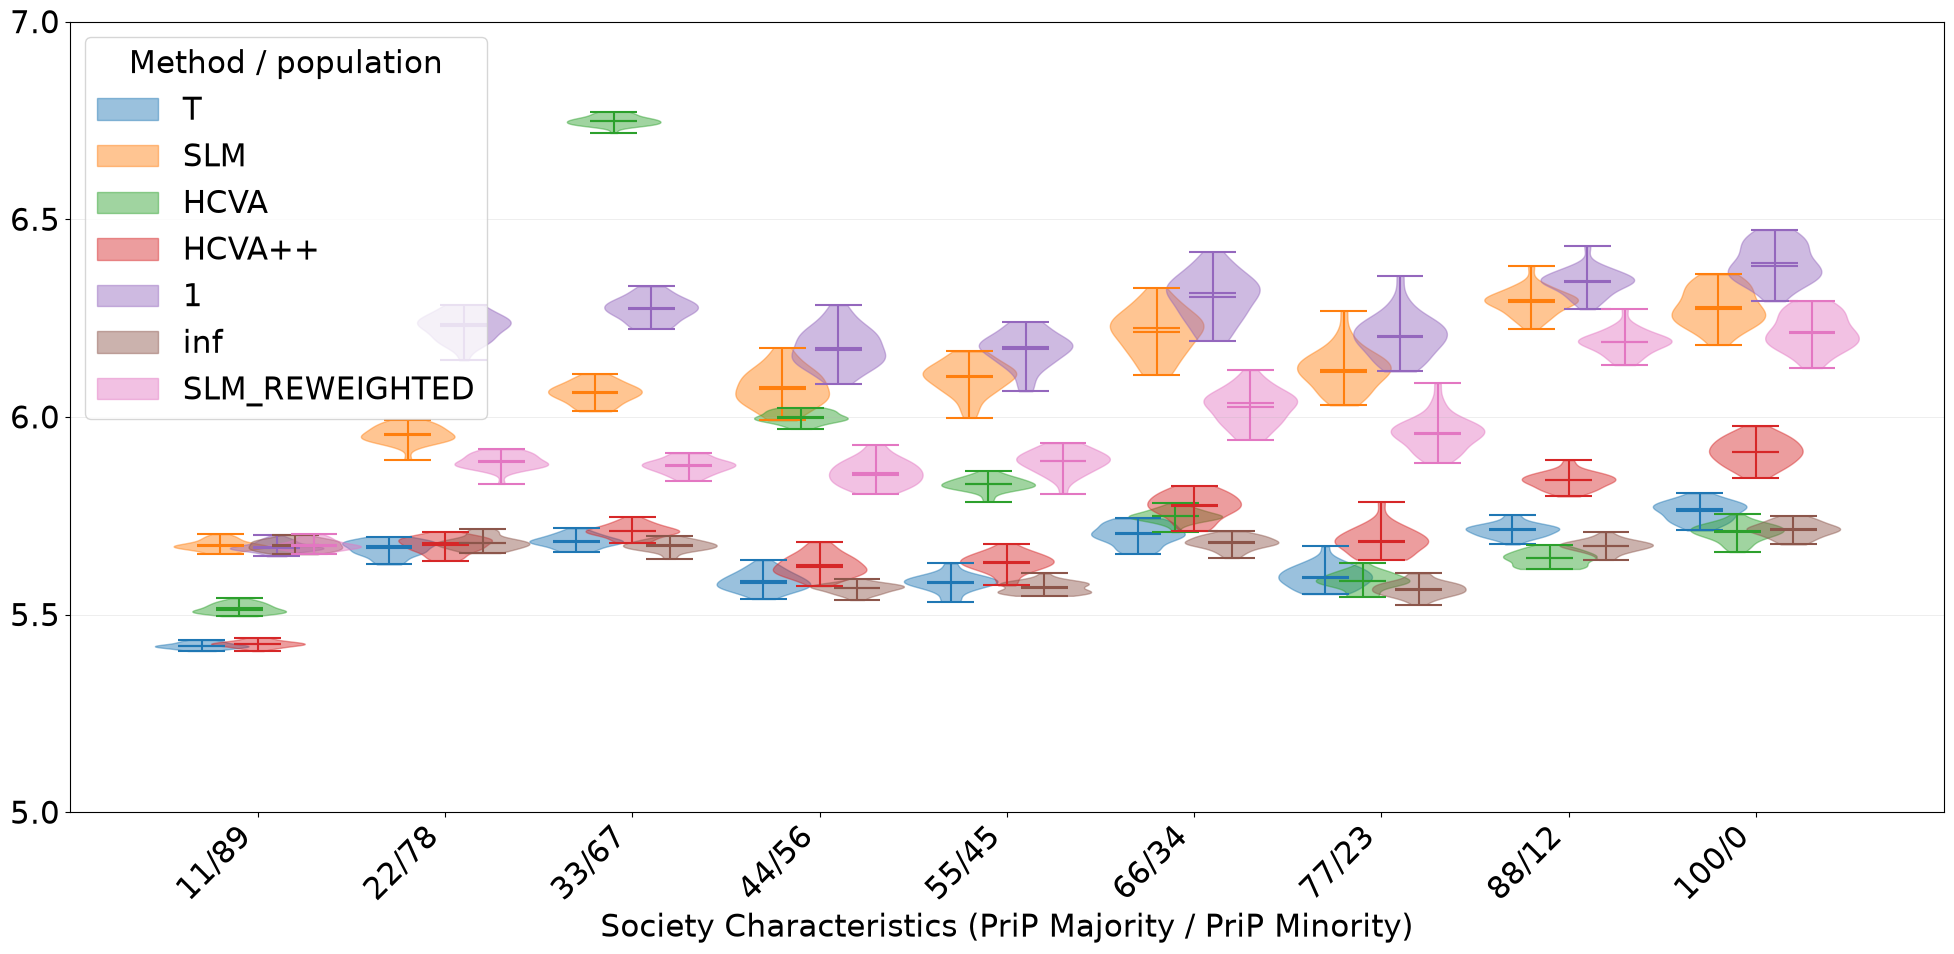 7.0
6.5
6.0
5.5
5.0
Method / population
T
SLM
HCVA
HCVA++
1
inf
SLM_REWEIGHTED
11/89
22/78
33/67
44/56
55/45
66/34
77/23
88/12
100/0
Society Characteristics (PriP Majority / PriP Minority)